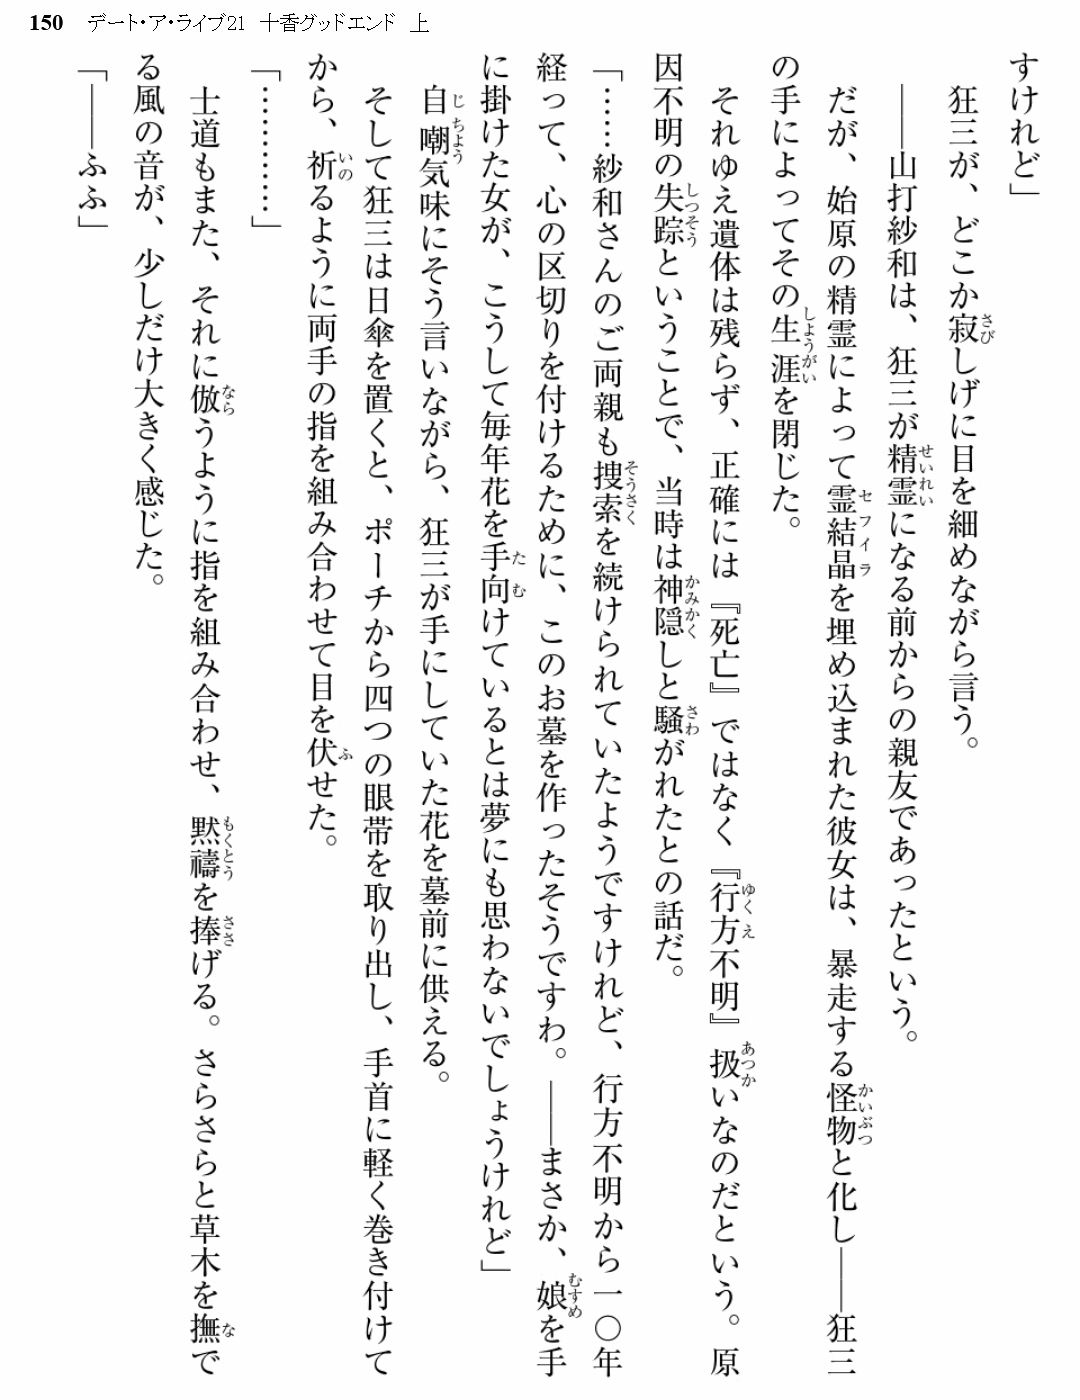 150 デート・ア・ライブ21 十香グッドエンド 上
すけれど」
　狂三が、どこか寂しげに目を細めながら言う。
　――山打紗和は、狂三が精霊になる前からの親友であったという。
　だが、始原の精霊によって霊結晶を埋め込まれた彼女は、暴走する怪物と化し――狂三
の手によってその生涯を閉じた。
　それゆえ遺体は残らず、正確には『死亡』ではなく『行方不明』扱いなのだという。原
因不明の失踪ということで、当時は神隠しと騒がれたとの話だ。
「……紗和さんのご両親も捜索を続けられていたようですけれど、行方不明から一〇年
経って、心の区切りを付けるために、このお墓を作ったそうですわ。――まさか、娘を手
に掛けた女が、こうして毎年花を手向けているとは夢にも思わないでしょうけれど」
　自嘲気味にそう言いながら、狂三が手にしていた花を墓前に供える。
　そして狂三は日傘を置くと、ポーチから四つの眼帯を取り出し、手首に軽く巻き付けて
から、祈るように両手の指を組み合わせて目を伏せた。
「…………」
　士道もまた、それに倣うように指を組み合わせ、黙禱を捧げる。さらさらと草木を撫で
る風の音が、少しだけ大きく感じた。
「――ふふ」